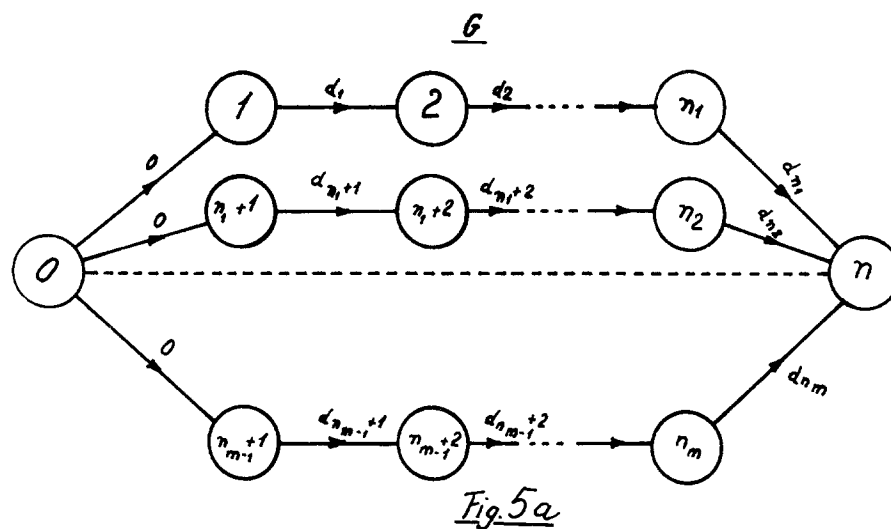 G
1 d₁ 2 d₂ n₁
0 dₙ₁
0 n₁+1 dₙ₁+1 n₁+2 dₙ₁+2 n₂ dₙ₂
0 n
0 dₙₘ
nₘ₋₁+1 dₙₘ₋₁+1 nₘ₋₁+2 dₙₘ₋₁+2 nₘ
Fig. 5a